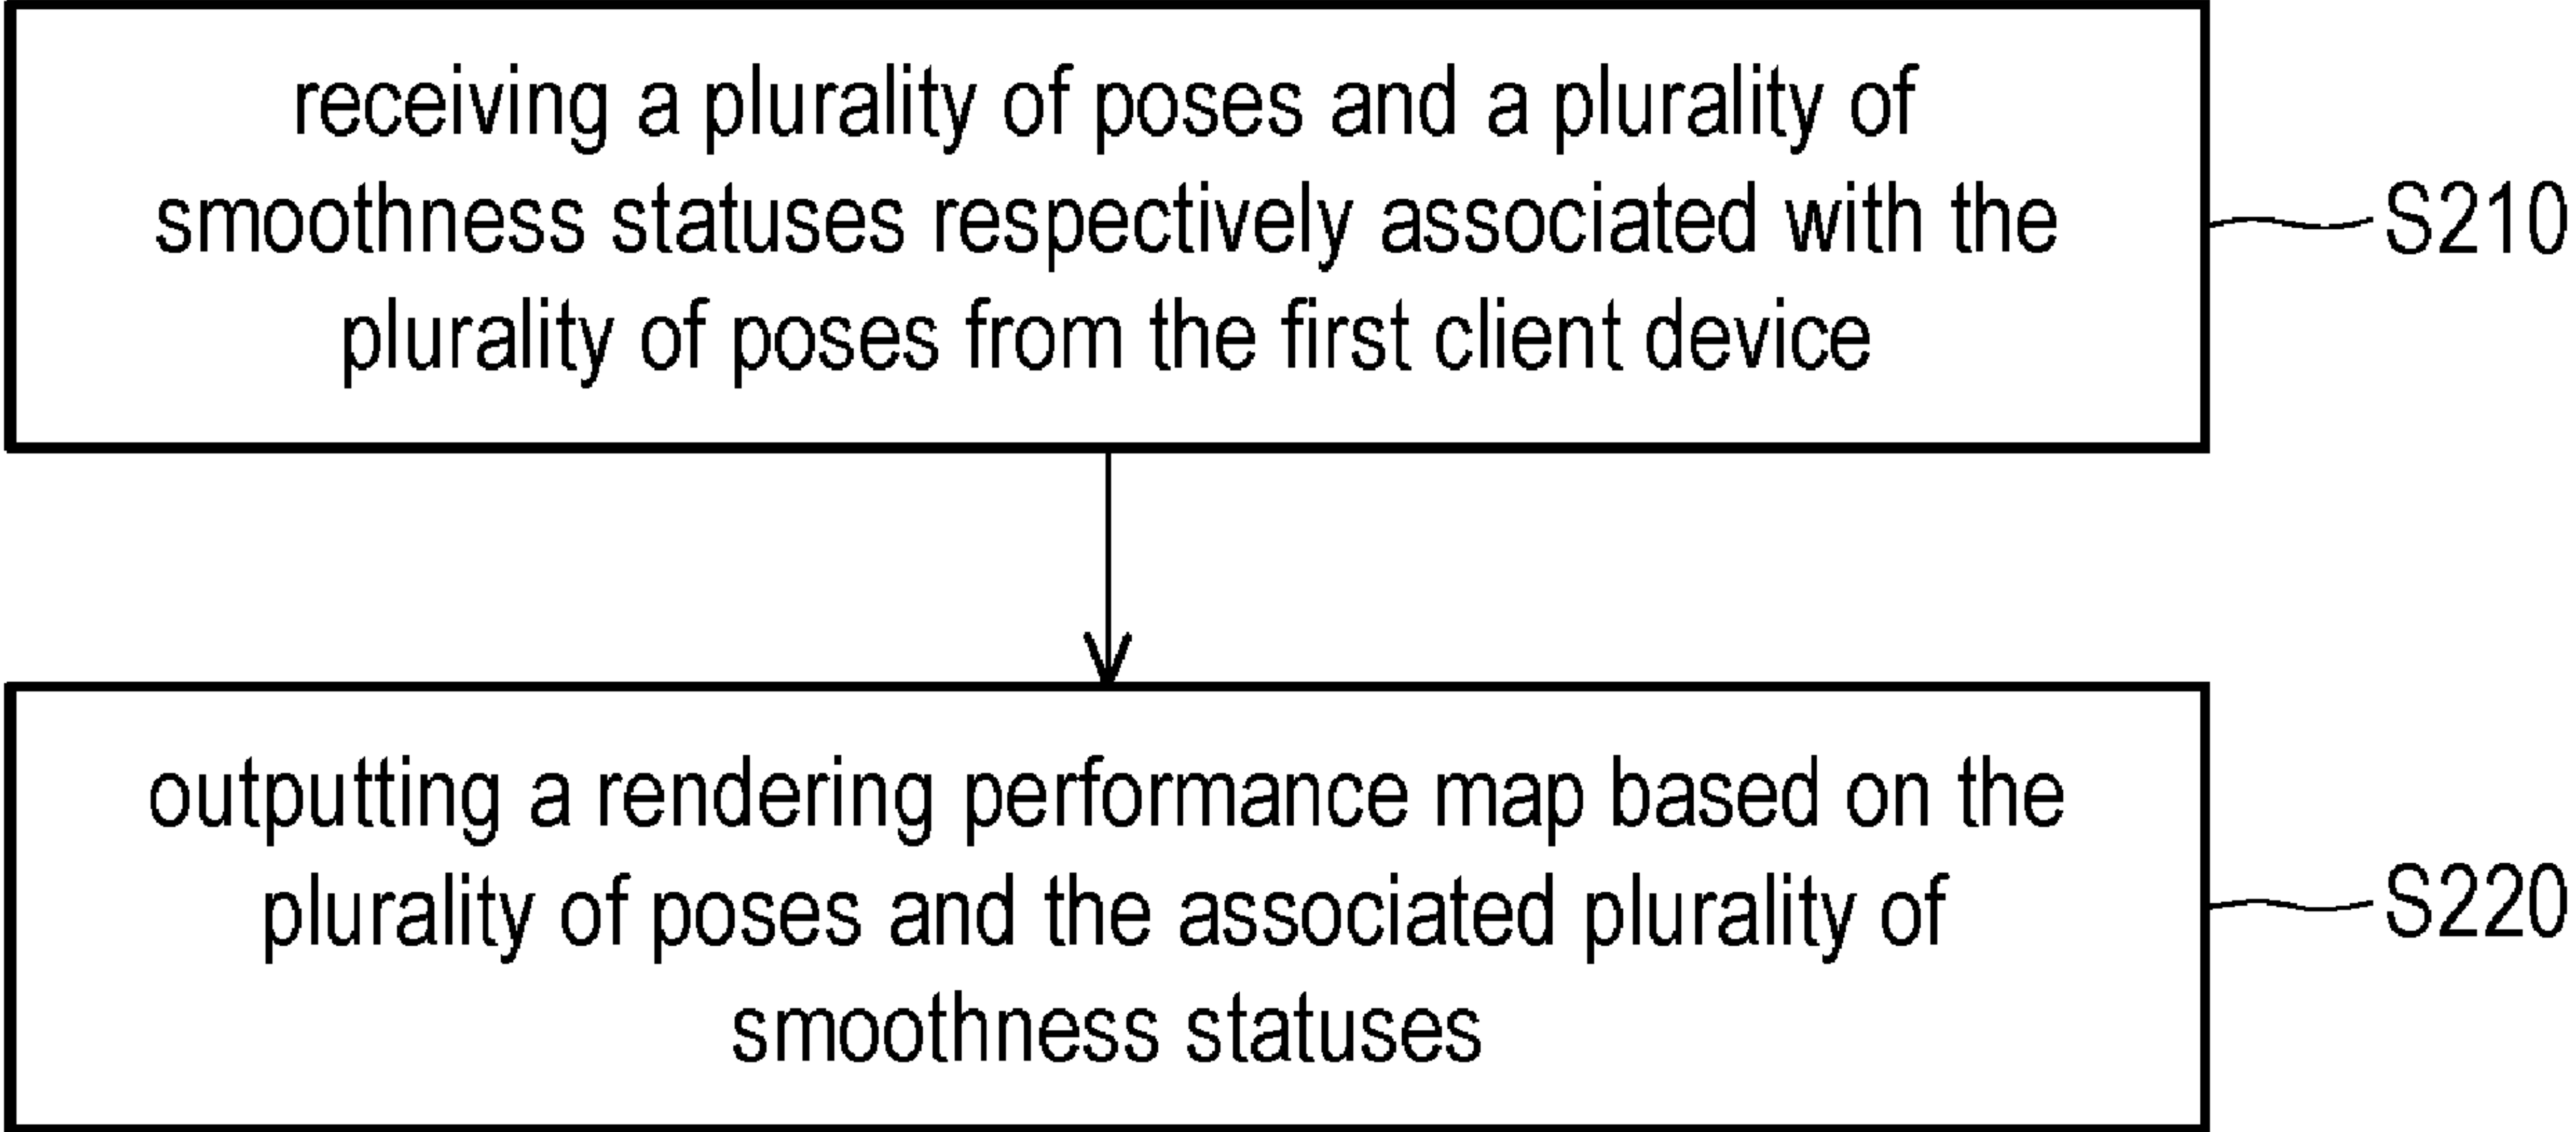 receiving a plurality of poses and a plurality of
smoothness statuses respectively associated with the
plurality of poses from the first client device
S210
outputting a rendering performance map based on the
plurality of poses and the associated plurality of
smoothness statuses
S220